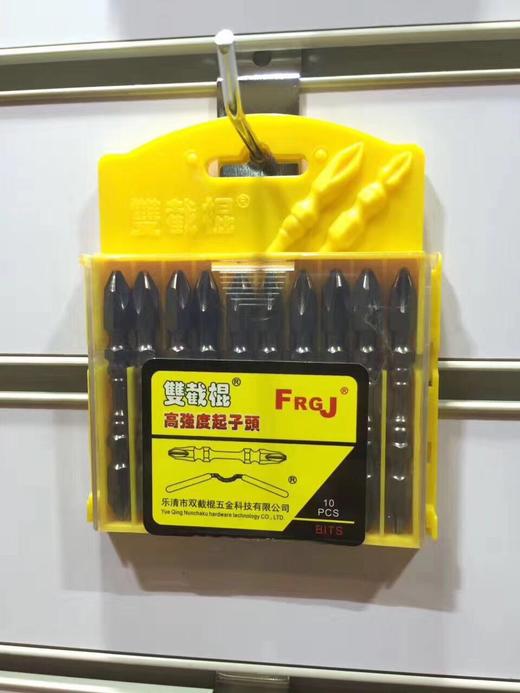 雙截棍®
雙截棍®
FRGJ®
高強度起子頭
乐清市双截棍五金科技有限公司
Yue Qing Nunchaku hardware technology CO., LTD.
10
PCS
BITS